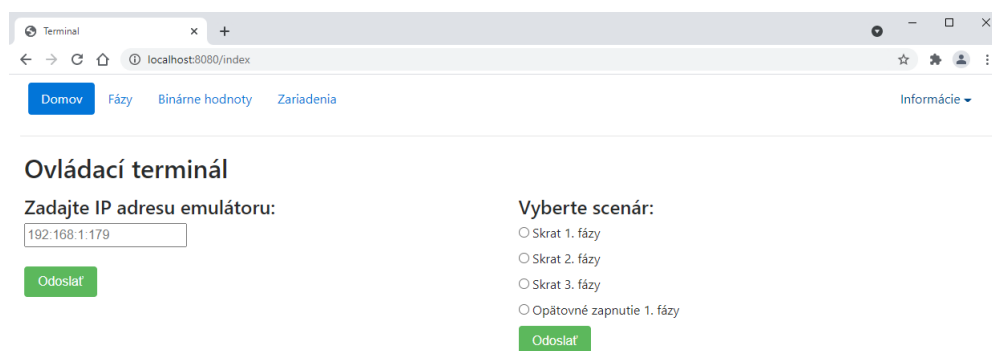 Terminal
localhost:8080/index
Domov Fázy Binárne hodnoty Zariadenia Informácie
Ovládací terminál
Zadajte IP adresu emulátoru:
192:168:1:179
Odoslať
Vyberte scenár:
Skrat 1. fázy
Skrat 2. fázy
Skrat 3. fázy
Opätovné zapnutie 1. fázy
Odoslať